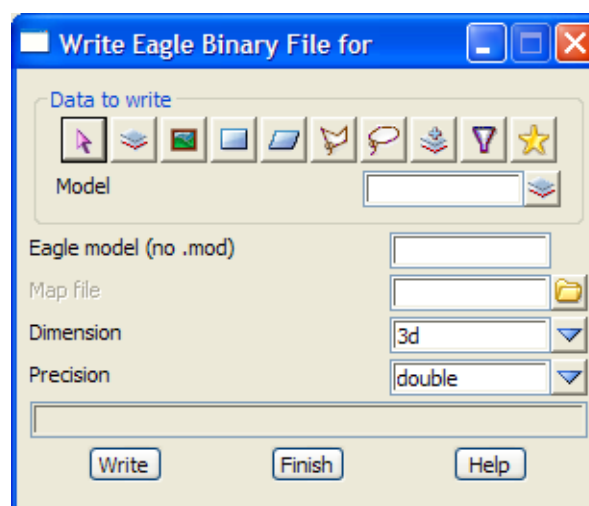 Write Eagle Binary File for
Data to write
Model
Eagle model (no .mod)
Map file
Dimension 3d
Precision double
Write Finish Help